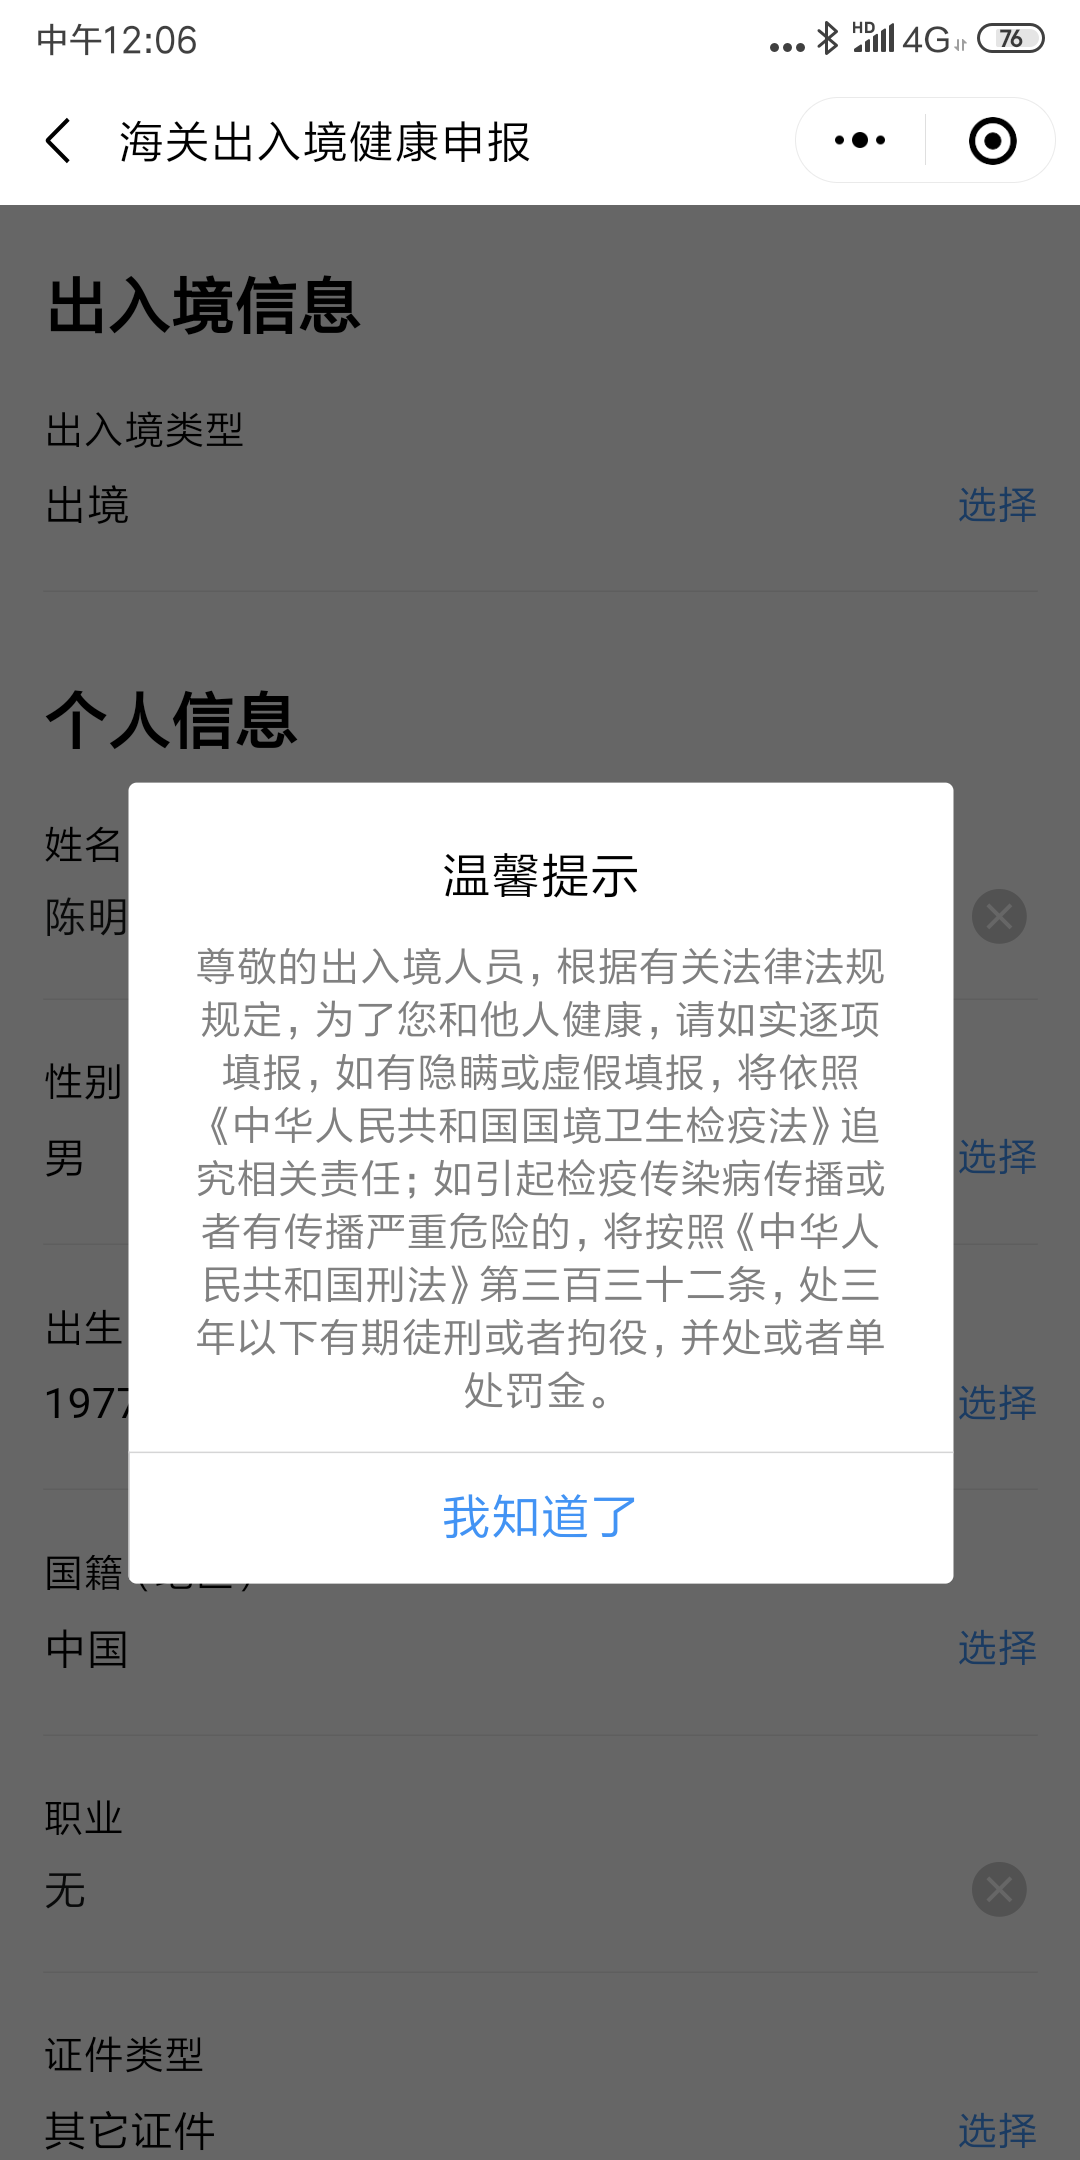 中午12:06
HD 4G 76
海关出入境健康申报
出入境信息
出入境类型
出境 选择
个人信息
姓名
陈明
性别
男 选择
出生
1977 选择
国籍
中国 选择
职业
无
证件类型
其它证件 选择
温馨提示
尊敬的出入境人员，根据有关法律法规
规定，为了您和他人健康，请如实逐项
填报，如有隐瞒或虚假填报，将依照
《中华人民共和国国境卫生检疫法》追
究相关责任；如引起检疫传染病传播或
者有传播严重危险的，将按照《中华人
民共和国刑法》第三百三十二条，处三
年以下有期徒刑或者拘役，并处或者单
处罚金。
我知道了